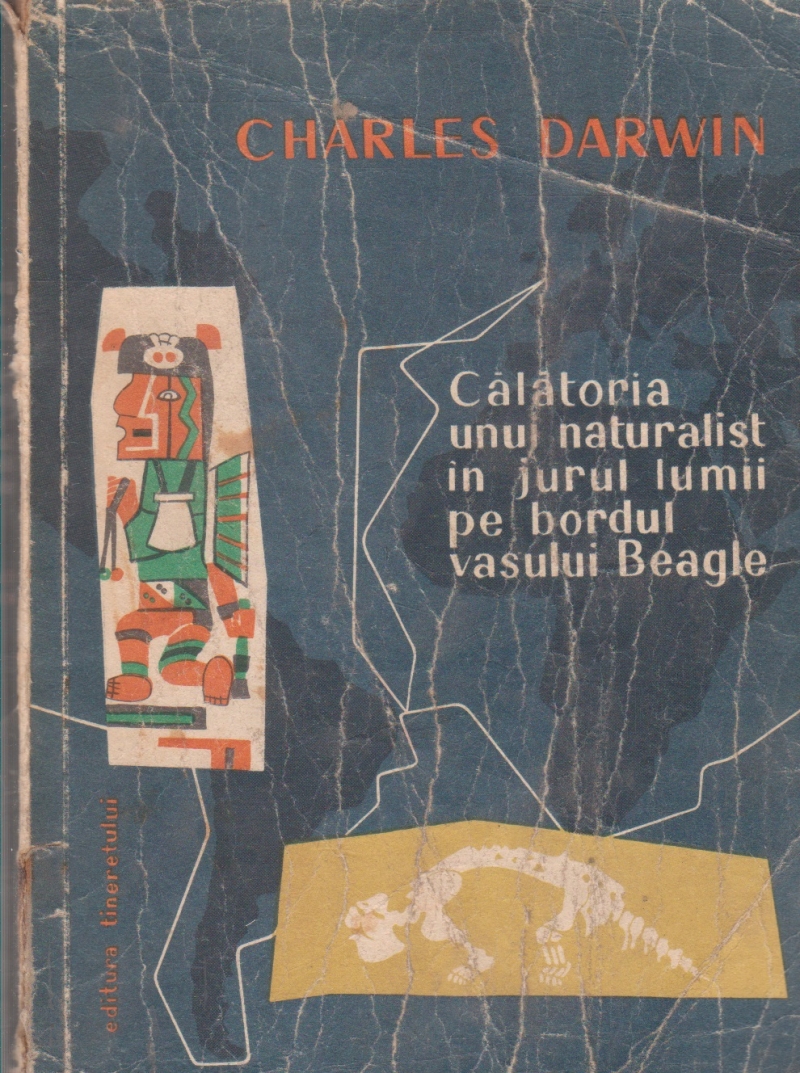 CHARLES DARWIN
Călătoria
unui naturalist
în jurul lumii
pe bordul
vasului Beagle
editura tineretului